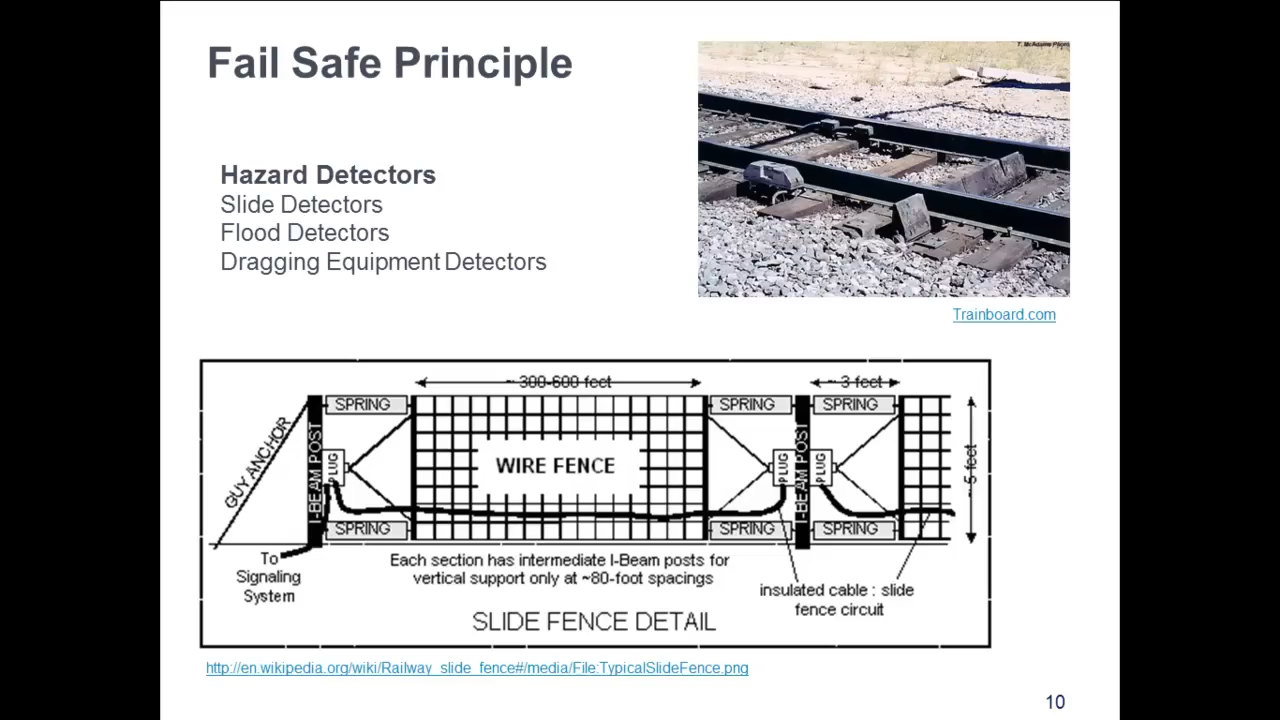 Fail Safe Principle
T. McAdams Photo
Hazard Detectors
Slide Detectors
Flood Detectors
Dragging Equipment Detectors
Trainboard.com
~ 300-600 feet
~ 3 feet
SPRING
SPRING
SPRING
GUY ANCHOR
I-BEAM POST
PLUG
WIRE FENCE
PLUG
I-BEAM POST
PLUG
~ 5 feet
SPRING
SPRING
SPRING
To
Signaling
System
Each section has intermediate I-Beam posts for
vertical support only at ~80-foot spacings
insulated cable : slide
fence circuit
SLIDE FENCE DETAIL
http://en.wikipedia.org/wiki/Railway_slide_fence#/media/File:TypicalSlideFence.png
10